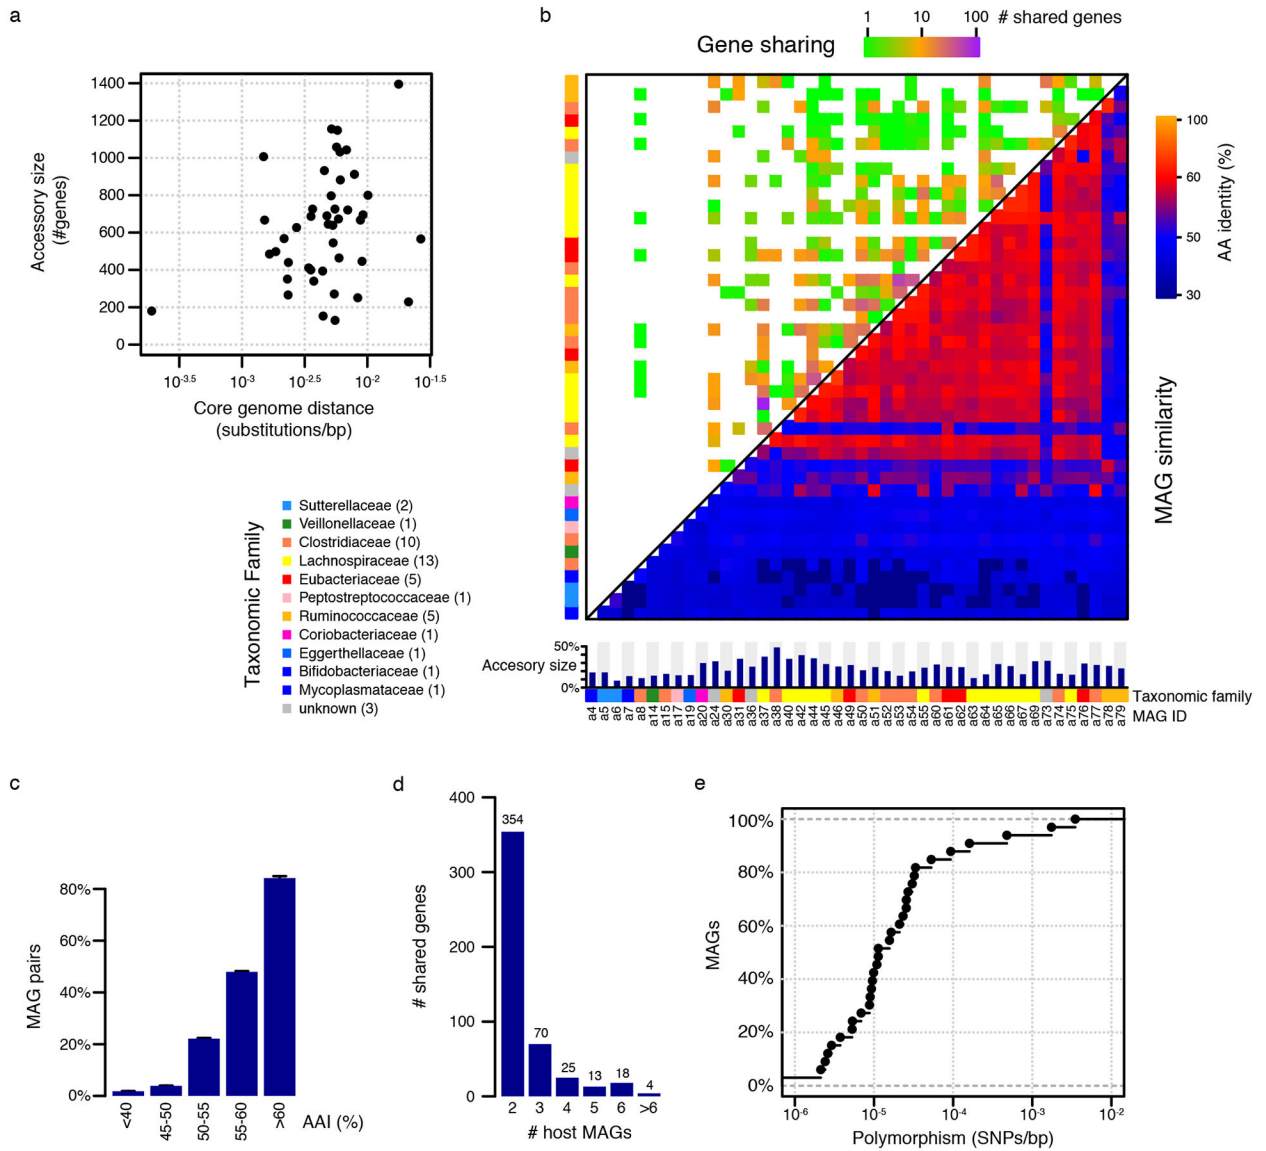 a
1400
1200
1000
800
600
400
200
0
Accessory size
(#genes)
10-3.5 10-3 10-2.5 10-2 10-1.5
Core genome distance
(substitutions/bp)
b
Gene sharing
1 10 100 # shared genes
100
60
50
30
AA identity (%)
MAG similarity
Taxonomic Family
Sutterellaceae (2)
Veillonellaceae (1)
Clostridiaceae (10)
Lachnospiraceae (13)
Eubacteriaceae (5)
Peptostreptococcaceae (1)
Ruminococcaceae (5)
Coriobacteriaceae (1)
Eggerthellaceae (1)
Bifidobacteriaceae (1)
Mycoplasmataceae (1)
unknown (3)
50%
Accesory size
0%
Taxonomic family
a4 a5 a6 a7 a8 a14 a15 a17 a19 a20 a24 a30 a31 a36 a37 a38 a40 a42 a44 a45 a46 a49 a50 a51 a52 a53 a54 a55 a60 a61 a62 a63 a64 a65 a66 a67 a69 a73 a74 a75 a76 a77 a78 a79
MAG ID
c
80%
60%
40%
20%
0%
MAG pairs
<40 45-50 50-55 55-60 >60
AAI (%)
d
400
300
200
100
0
# shared genes
354
70
25
13
18
4
2 3 4 5 6 >6
# host MAGs
e
100%
80%
60%
40%
20%
0%
MAGs
10-6 10-5 10-4 10-3 10-2
Polymorphism (SNPs/bp)